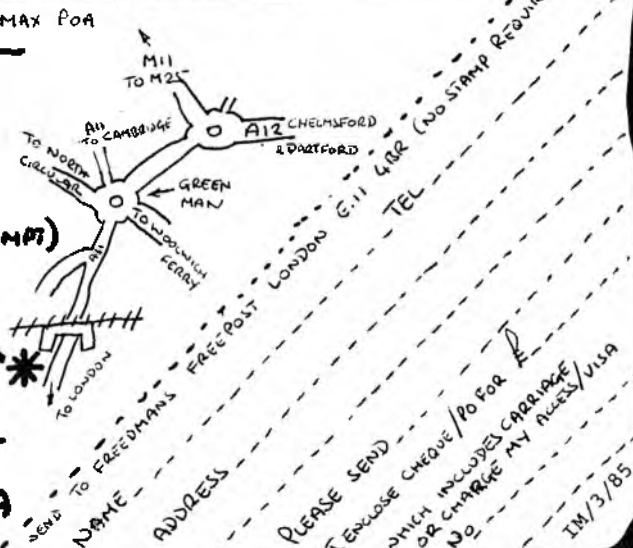 MAX POA
M11
TO M25
A11
TO CAMBRIDGE
A12
CHELMSFORD
& DARTFORD
TO NORTH
CIRCULAR
GREEN
MAN
TO WOOLWICH
FERRY
A11
TO LONDON
SEND TO FREEDMANS FREEPOST LONDON E.11 4BR (NO STAMP
NAME
TEL
ADDRESS
PLEASE SEND
I ENCLOSE CHEQUE/PO FOR £
WHICH INCLUDES CARRIAGE
OR CHARGE MY ACCESS/VISA
NO
IM/3/85